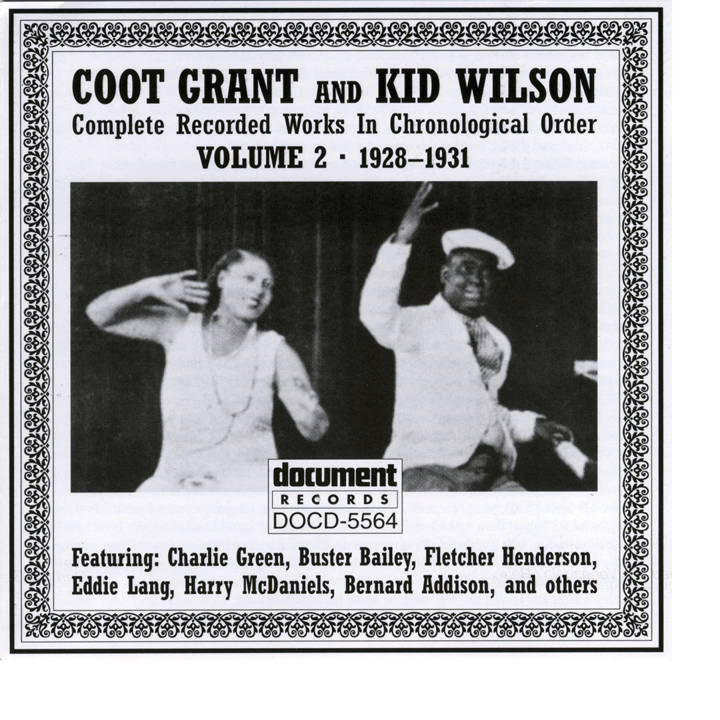 COOT GRANT AND KID WILSON
Complete Recorded Works In Chronological Order
VOLUME 2 · 1928–1931
document
RECORDS
DOCD-5564
Featuring: Charlie Green, Buster Bailey, Fletcher Henderson,
Eddie Lang, Harry McDaniels, Bernard Addison, and others